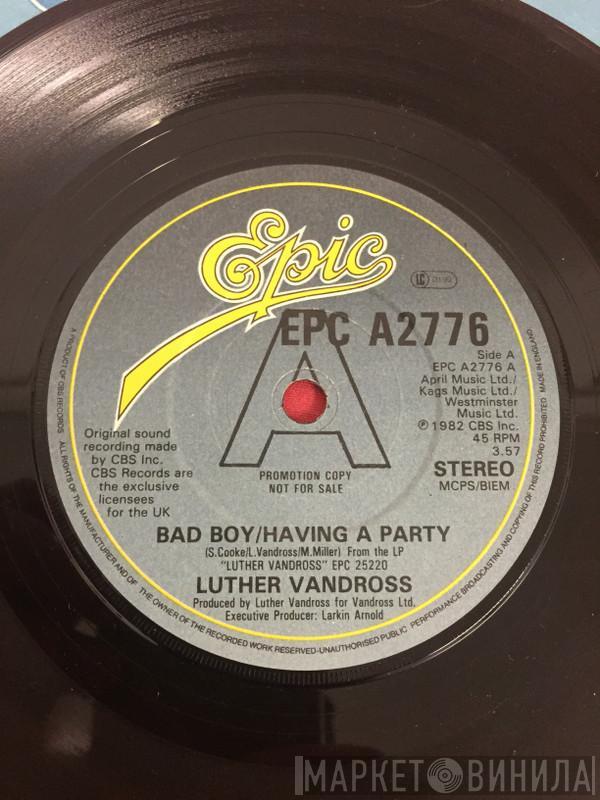 Epic
LC 0199
EPC A2776
A
Side A
EPC A2776 A
April Music Ltd./
Kags Music Ltd./
Westminster
Music Ltd.
℗ 1982 CBS Inc.
45 RPM
3.57
STEREO
MCPS/BIEM
Original sound
recording made
by CBS Inc.
CBS Records are
the exclusive
licensees
for the UK
PROMOTION COPY
NOT FOR SALE
BAD BOY/HAVING A PARTY
(S.Cooke/L.Vandross/M.Miller) From the LP
"LUTHER VANDROSS" EPC 25220
LUTHER VANDROSS
Produced by Luther Vandross for Vandross Ltd.
Executive Producer: Larkin Arnold
A PRODUCT OF CBS RECORDS ALL RIGHTS OF THE MANUFACTURER AND OF THE OWNER OF THE RECORDED WORK RESERVED-UNAUTHORISED PUBLIC PERFORMANCE BROADCASTING AND COPYING OF THIS RECORD PROHIBITED MADE IN ENGLAND
МАРКЕТ ВИНИЛА